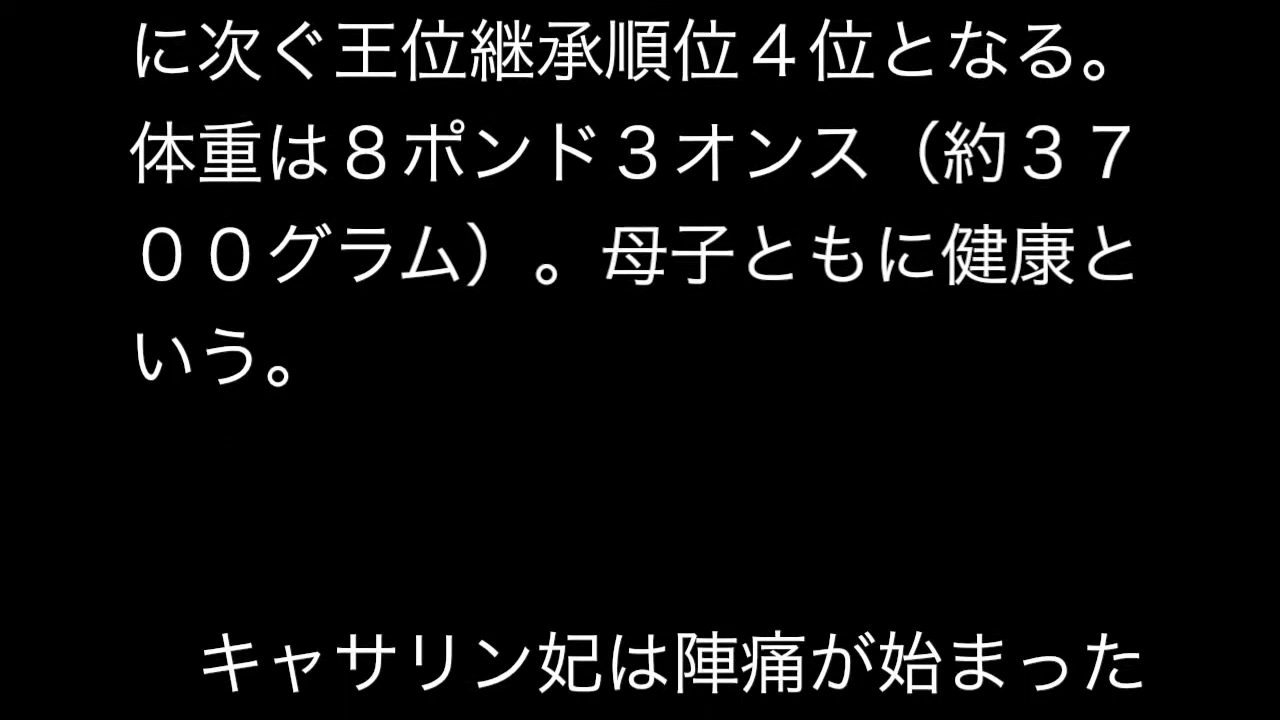 に次ぐ王位継承順位４位となる。
体重は８ポンド３オンス（約３７
００グラム）。母子ともに健康と
いう。
　キャサリン妃は陣痛が始まった